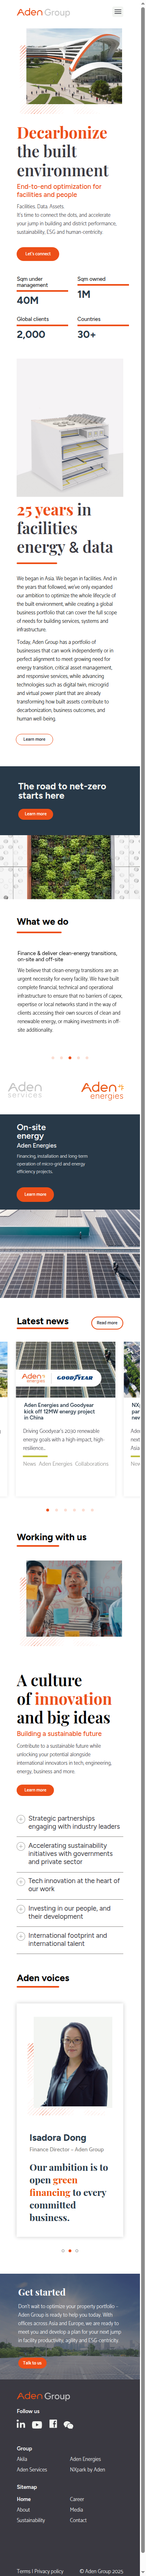 Aden Group
Decarbonize
the built
environment
End-to-end optimization for
facilities and people
Facilities. Data. Assets.
It's time to connect the dots, and accelerate
your jump in building and district performance,
sustainability, ESG and human-centricity.
Let's connect
Sqm under
management
40M
Sqm owned
1M
Global clients
2,000
Countries
30+
25 years in
facilities
energy & data
We began in Asia. We began in facilities. And in
the years that followed, we've only expanded
our ambition to optimize the whole lifecycle of
the built environment, while creating a global
business portfolio that can cover the full scope
of needs for building services, systems and
infrastructure.
Today, Aden Group has a portfolio of
businesses that can work independently or in
perfect alignment to meet growing need for
energy transition, critical asset management,
and responsive services, while advancing
technologies such as digital twin, microgrid
and virtual power plant that are already
transforming how built assets contribute to
decarbonization, business outcomes, and
human well-being.
Learn more
The road to net-zero
starts here
Learn more
What we do
Finance & deliver clean-energy transitions,
on-site and off-site
We believe that clean-energy transitions are an
urgent necessity for every facility. We have built
the commercial, financial, technical and operational
infrastructure to ensure that no barriers of capex,
expertise or local networks stand in the way of
clients accessing their own sources of clean and
renewable energy, or making investments in off-
site additionality.
Aden
services
Aden
energies
On-site
energy
Aden Energies
Financing, installation and long-term
operation of micro-grid and energy
efficiency projects.
Learn more
Latest news
Read more
Aden
energies
GOODYEAR
Aden Energies and Goodyear
kick off 12MW energy project
in China
Driving Goodyear's 2030 renewable
energy goals with a high-impact, high
resilience...
News Aden Energies Collaborations
Working with us
A culture
of innovation
and big ideas
Building a sustainable future
Contribute to a sustainable future while
unlocking your potential alongside
international innovators in tech, engineering,
energy, business and more.
Learn more
Strategic partnerships
engaging with industry leaders
Accelerating sustainability
initiatives with governments
and private sector
Tech innovation at the heart of
our work
Investing in our people, and
their development
International footprint and
international talent
Aden voices
Isadora Dong
Finance Director – Aden Group
Our ambition is to
open green
financing to every
committed
business.
Get started
Don't wait to optimize your property portfolio -
Aden Group is ready to help you today. With
offices across Asia and Europe, we are ready to
meet you and develop a plan for your next jump
in facility productivity, agility and ESG-centricity.
Talk to us
Aden Group
Follow us
Group
Akila
Aden Energies
Aden Services
NXpark by Aden
Sitemap
Home
Career
About
Media
Sustainability
Contact
Terms | Privacy policy
© Aden Group 2025